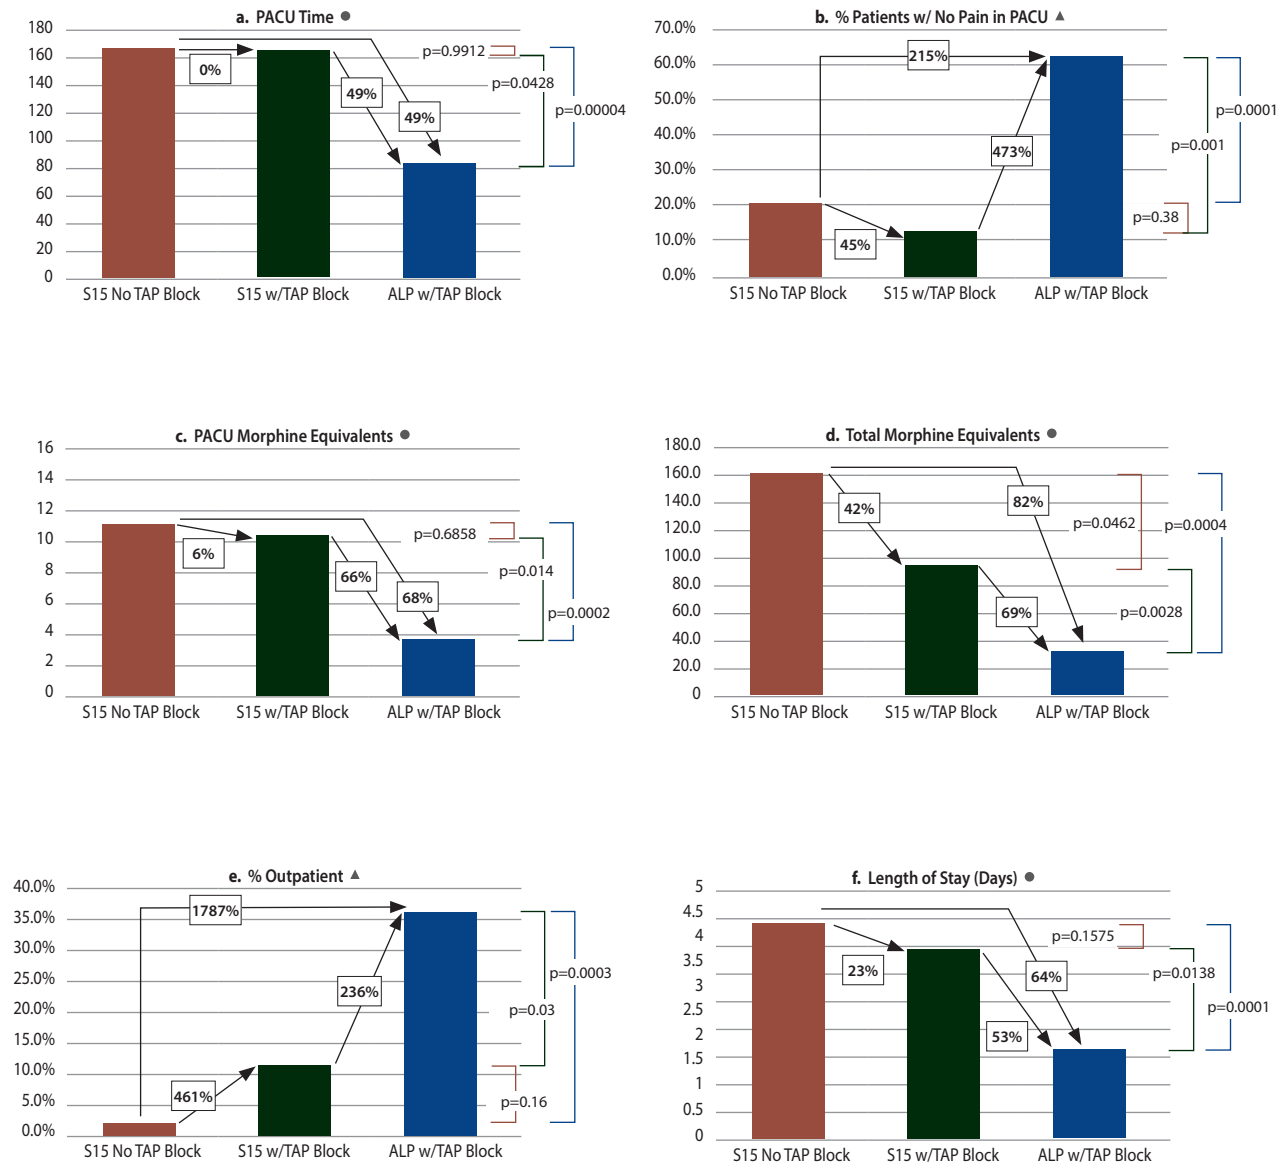 a. PACU Time ●
180
160
140
120
100
80
60
40
20
0
0%
49%
49%
p=0.9912
p=0.0428
p=0.00004
S15 No TAP Block
S15 w/TAP Block
ALP w/TAP Block
b. % Patients w/ No Pain in PACU ▲
70.0%
60.0%
50.0%
40.0%
30.0%
20.0%
10.0%
0.0%
215%
473%
45%
p=0.0001
p=0.001
p=0.38
S15 No TAP Block
S15 w/TAP Block
ALP w/TAP Block
c. PACU Morphine Equivalents ●
16
14
12
10
8
6
4
2
0
6%
66%
68%
p=0.6858
p=0.014
p=0.0002
S15 No TAP Block
S15 w/TAP Block
ALP w/TAP Block
d. Total Morphine Equivalents ●
180.0
160.0
140.0
120.0
100.0
80.0
60.0
40.0
20.0
0
42%
82%
69%
p=0.0462
p=0.0004
p=0.0028
S15 No TAP Block
S15 w/TAP Block
ALP w/TAP Block
e. % Outpatient ▲
40.0%
35.0%
30.0%
25.0%
20.0%
15.0%
10.0%
5.0%
0.0%
1787%
236%
461%
p=0.0003
p=0.03
p=0.16
S15 No TAP Block
S15 w/TAP Block
ALP w/TAP Block
f. Length of Stay (Days) ●
5
4.5
4
3.5
3
2.5
2
1.5
1
0.5
0
23%
64%
53%
p=0.1575
p=0.0138
p=0.0001
S15 No TAP Block
S15 w/TAP Block
ALP w/TAP Block